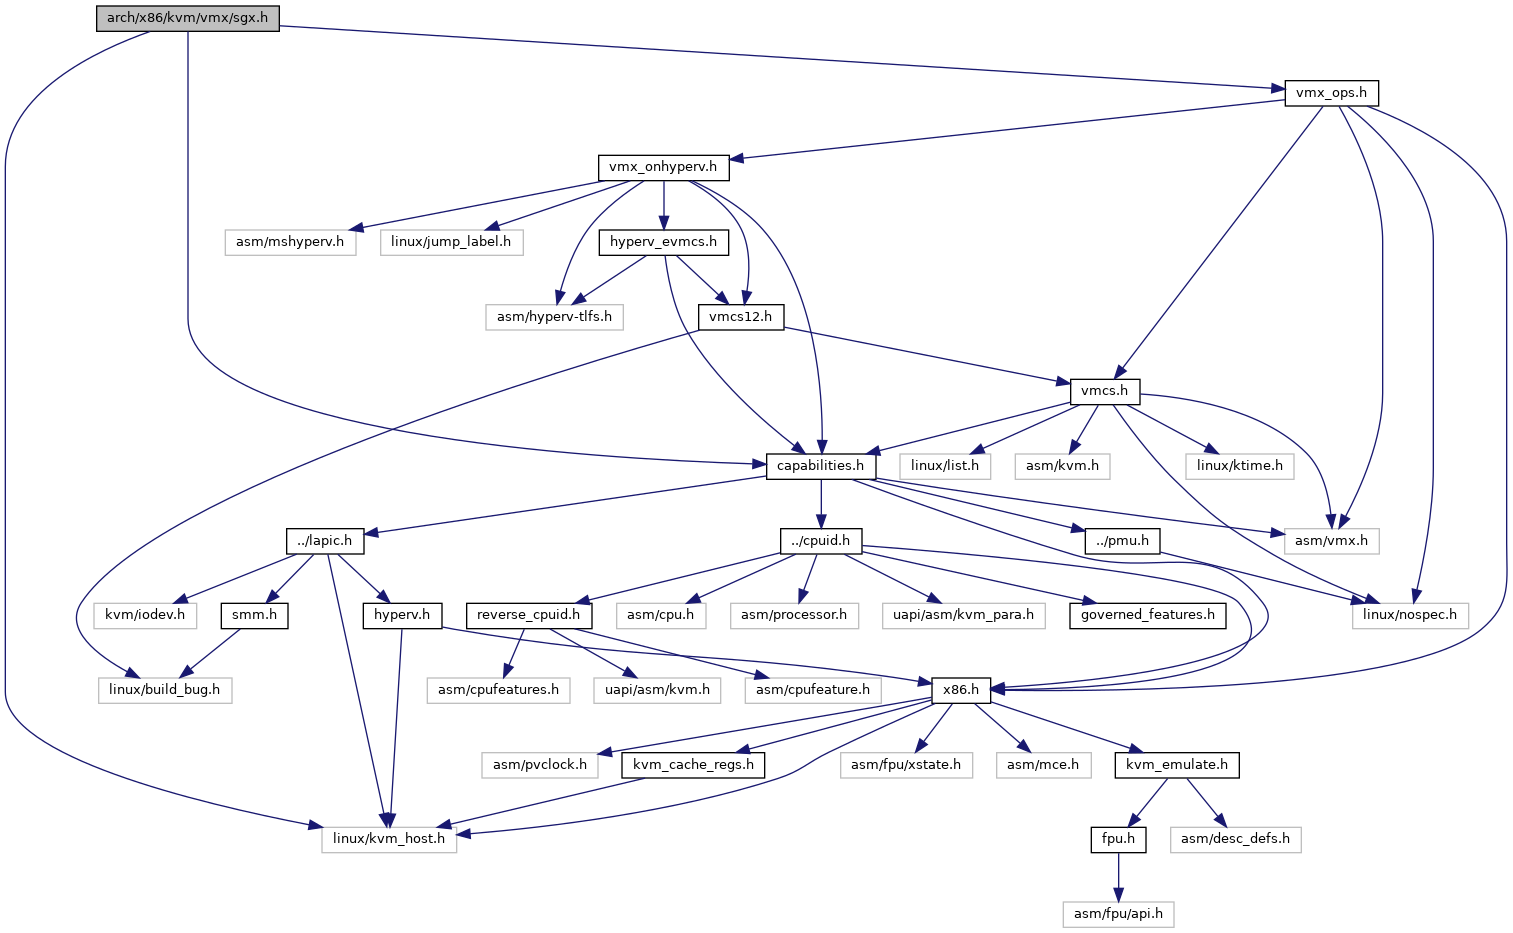 arch/x86/kvm/vmx/sgx.h
vmx_ops.h
vmx_onhyperv.h
asm/mshyperv.h
linux/jump_label.h
hyperv_evmcs.h
asm/hyperv-tlfs.h
vmcs12.h
vmcs.h
capabilities.h
linux/list.h
asm/kvm.h
linux/ktime.h
../lapic.h
../cpuid.h
../pmu.h
asm/vmx.h
kvm/iodev.h
smm.h
hyperv.h
reverse_cpuid.h
asm/cpu.h
asm/processor.h
uapi/asm/kvm_para.h
governed_features.h
linux/nospec.h
linux/build_bug.h
asm/cpufeatures.h
uapi/asm/kvm.h
asm/cpufeature.h
x86.h
asm/pvclock.h
kvm_cache_regs.h
asm/fpu/xstate.h
asm/mce.h
kvm_emulate.h
linux/kvm_host.h
fpu.h
asm/desc_defs.h
asm/fpu/api.h